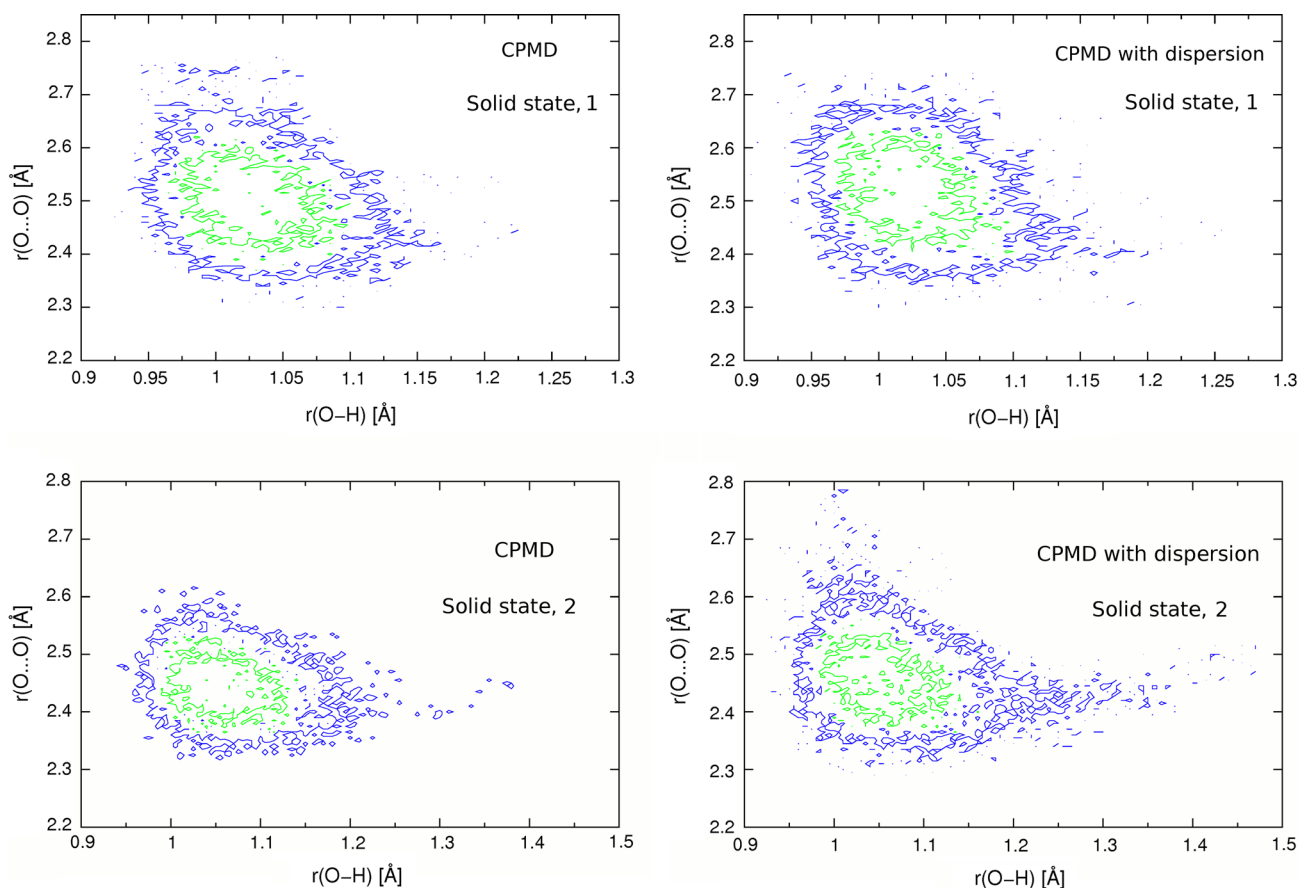 2.8
2.7
2.6
2.5
2.4
2.3
2.2
r(O...O) [Å]
CPMD
Solid state, 1
0.9 0.95 1 1.05 1.1 1.15 1.2 1.25 1.3
r(O–H) [Å]
2.8
2.7
2.6
2.5
2.4
2.3
2.2
r(O...O) [Å]
CPMD with dispersion
Solid state, 1
0.9 0.95 1 1.05 1.1 1.15 1.2 1.25 1.3
r(O–H) [Å]
2.8
2.7
2.6
2.5
2.4
2.3
2.2
r(O...O) [Å]
CPMD
Solid state, 2
0.9 1 1.1 1.2 1.3 1.4 1.5
r(O–H) [Å]
2.8
2.7
2.6
2.5
2.4
2.3
2.2
r(O...O) [Å]
CPMD with dispersion
Solid state, 2
0.9 1 1.1 1.2 1.3 1.4 1.5
r(O–H) [Å]